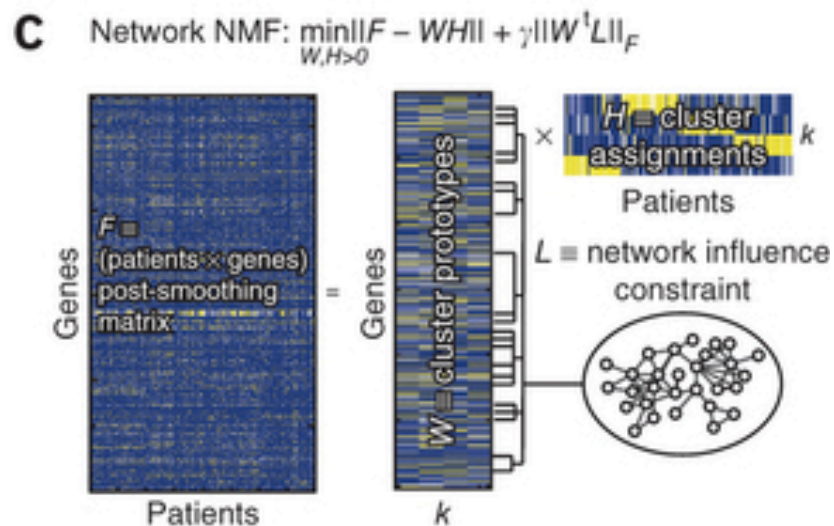 C
Network NMF: min||F – WH|| + γ||WᵗL||F
W,H>0
Genes
F ≡
(patients × genes)
post-smoothing
matrix
Patients
=
Genes
W ≡ cluster prototypes
k
×
H ≡ cluster
assignments
k
Patients
L ≡ network influence
constraint